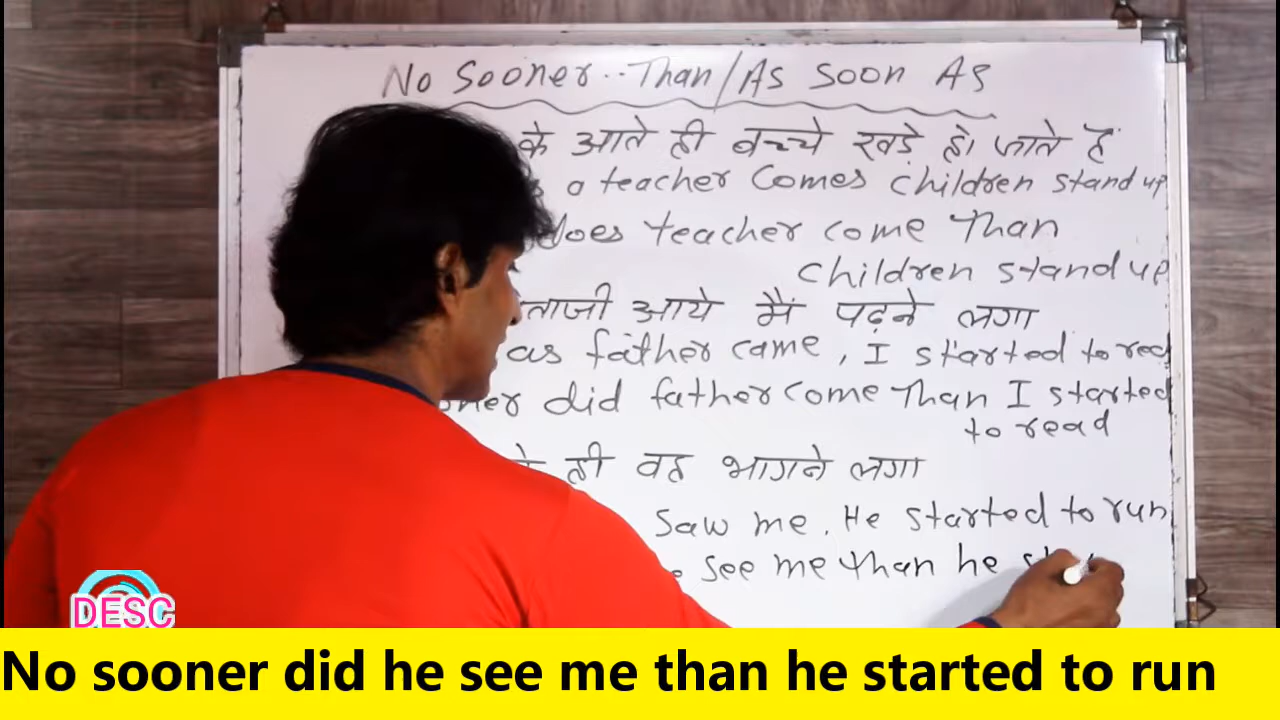 No Sooner..Than/As Soon As
के आते ही बच्चे खड़े हो जाते हैं
a teacher Comes children stand up
does teacher come Than
children stand up
ताजी आये मैं पढ़ने लगा
as father came, I started to read
did father come Than I started
to read
ही वह भागने लगा
Saw me. He started to run
see me than he
DESC
No sooner did he see me than he started to run